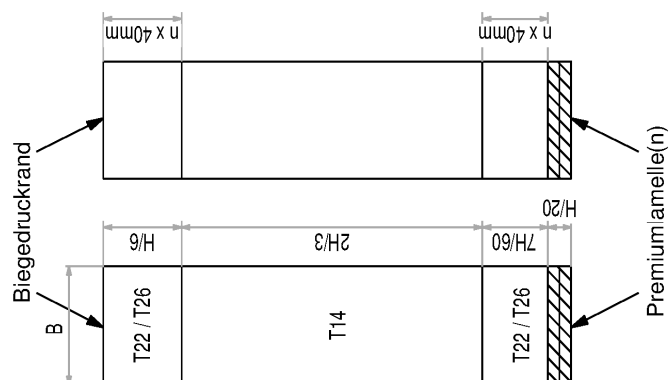 n x 40mm
n x 40mm
Biegedruckrand
Premiumlamelle(n)
H/6
2H/3
7H/60
H/20
B
T22 / T26
T14
T22 / T26